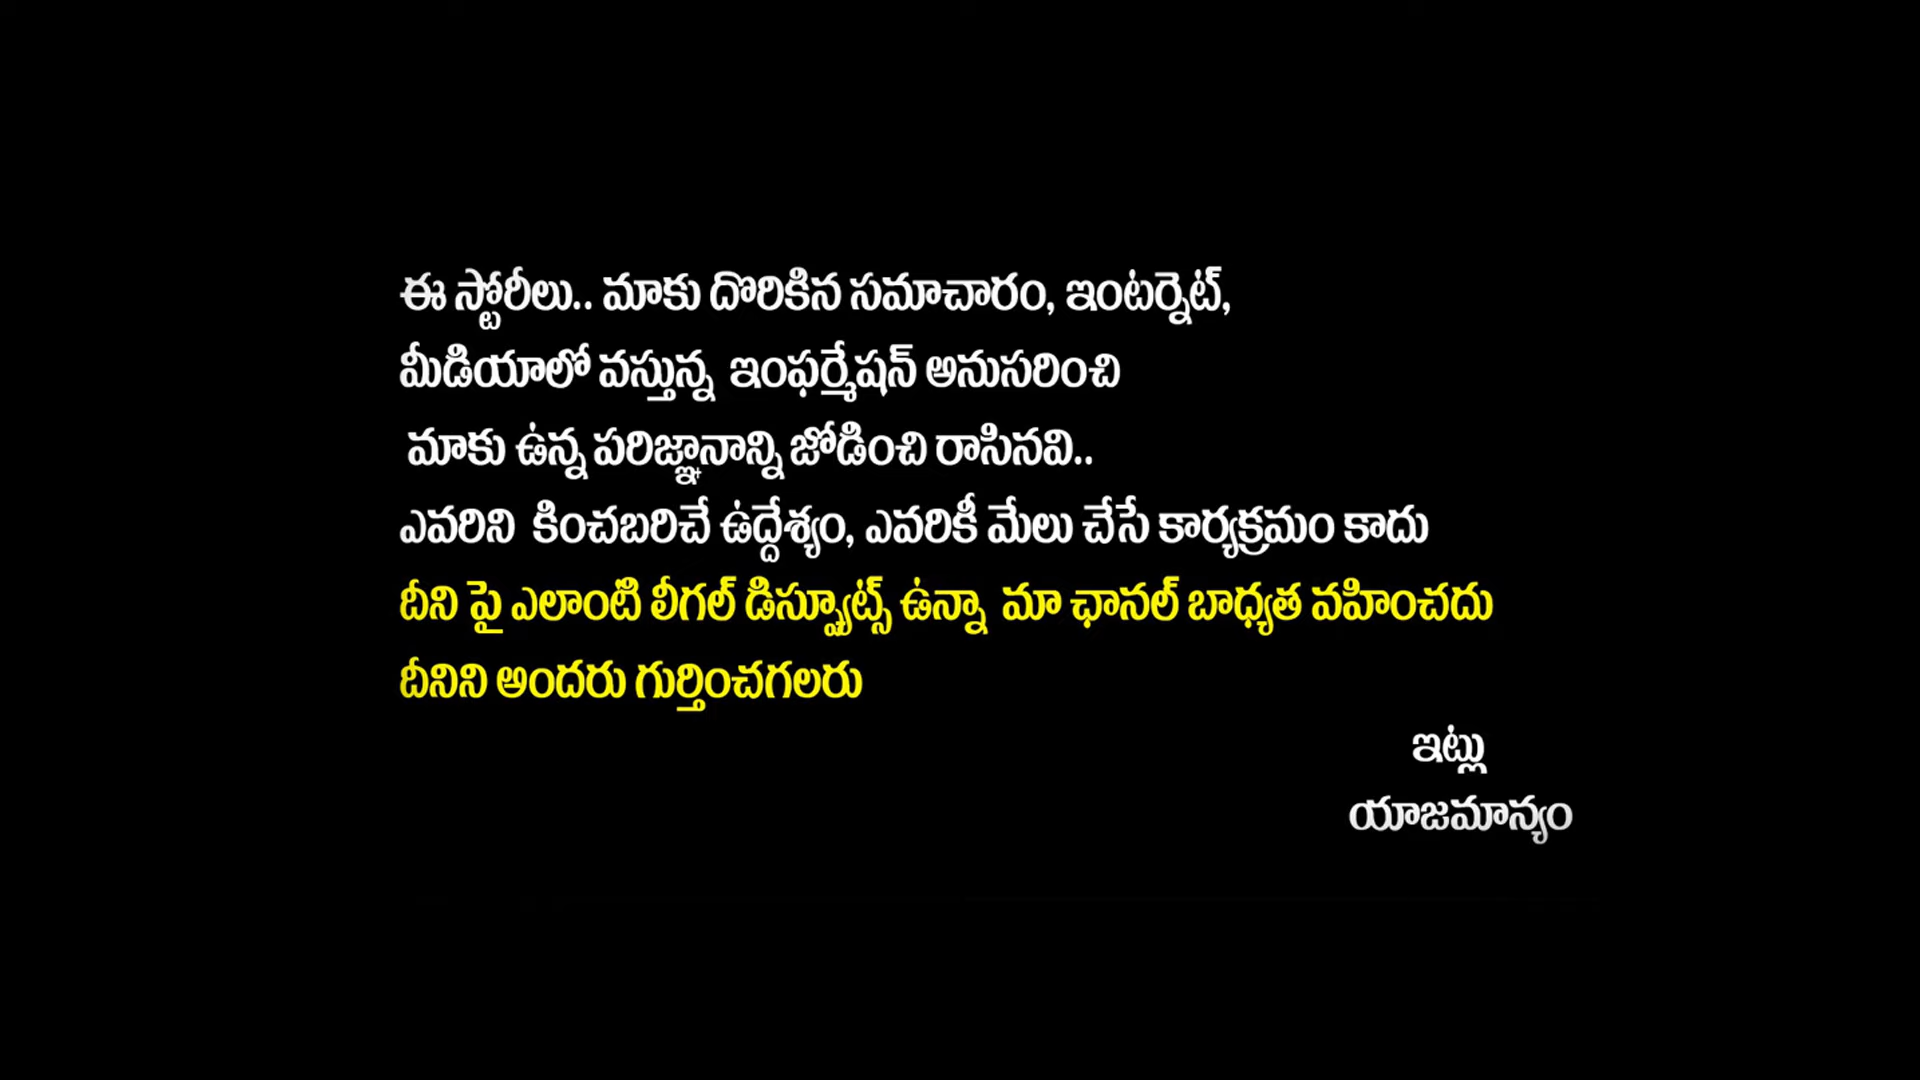 ఈ స్టోరీలు.. మాకు దొరికిన సమాచారం, ఇంటర్నెట్,
మీడియాలో వస్తున్న ఇంఫర్మేషన్ అనుసరించి
మాకు ఉన్న పరిజ్ఞానాన్ని జోడించి రాసినవి..
ఎవరిని కించబరిచే ఉద్దేశ్యం, ఎవరికీ మేలు చేసే కార్యక్రమం కాదు
దీని పై ఎలాంటి లీగల్ డిస్ప్యూట్స్ ఉన్నా మా ఛానల్ బాధ్యత వహించదు
దీనిని అందరు గుర్తించగలరు
ఇట్లు
యాజమాన్యం